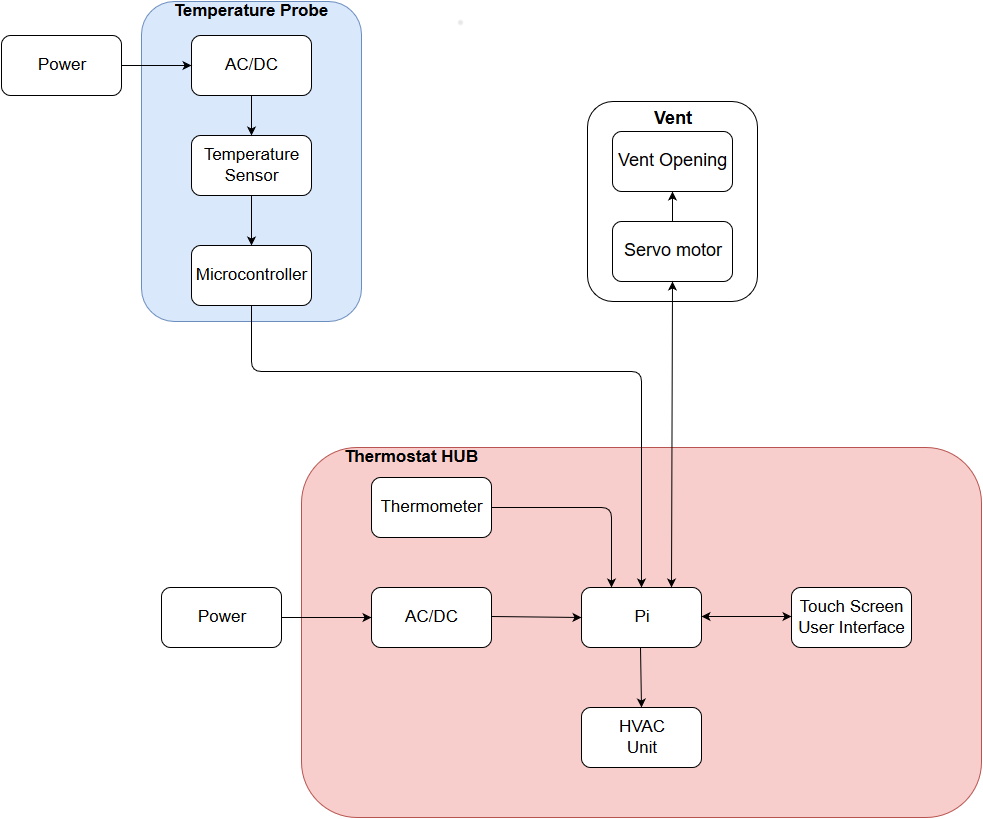 Temperature Probe
Power
AC/DC
Temperature
Sensor
Microcontroller
Vent
Vent Opening
Servo motor
Thermostat HUB
Thermometer
Power
AC/DC
Pi
Touch Screen
User Interface
HVAC
Unit